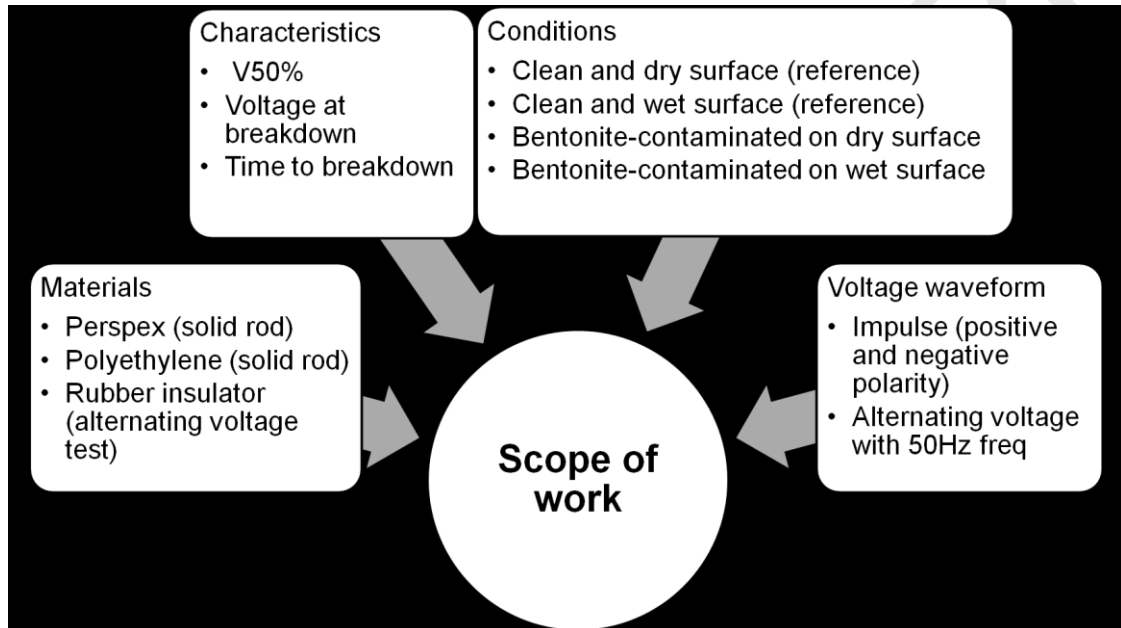 Characteristics
• V50%
• Voltage at
breakdown
• Time to breakdown
Conditions
• Clean and dry surface (reference)
• Clean and wet surface (reference)
• Bentonite-contaminated on dry surface
• Bentonite-contaminated on wet surface
Materials
• Perspex (solid rod)
• Polyethylene (solid rod)
• Rubber insulator
(alternating voltage
test)
Voltage waveform
• Impulse (positive
and negative
polarity)
• Alternating voltage
with 50Hz freq
Scope of
work